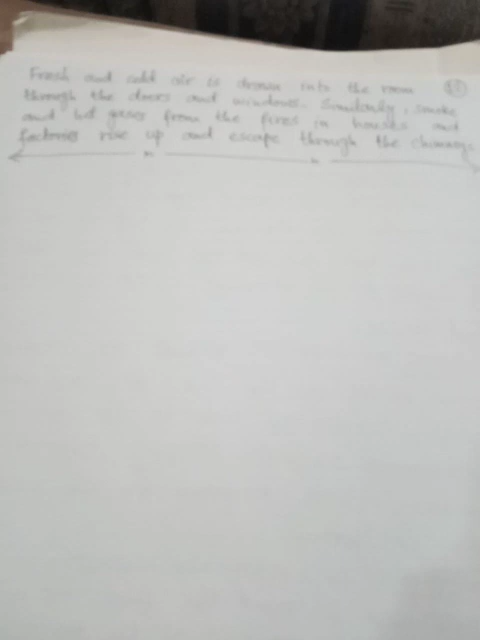 Fresh and cold air is drawn into the room
through the doors and windows. Similarly, smoke
and hot gases from the fires in houses and
factories rise up and escape through the chimney.